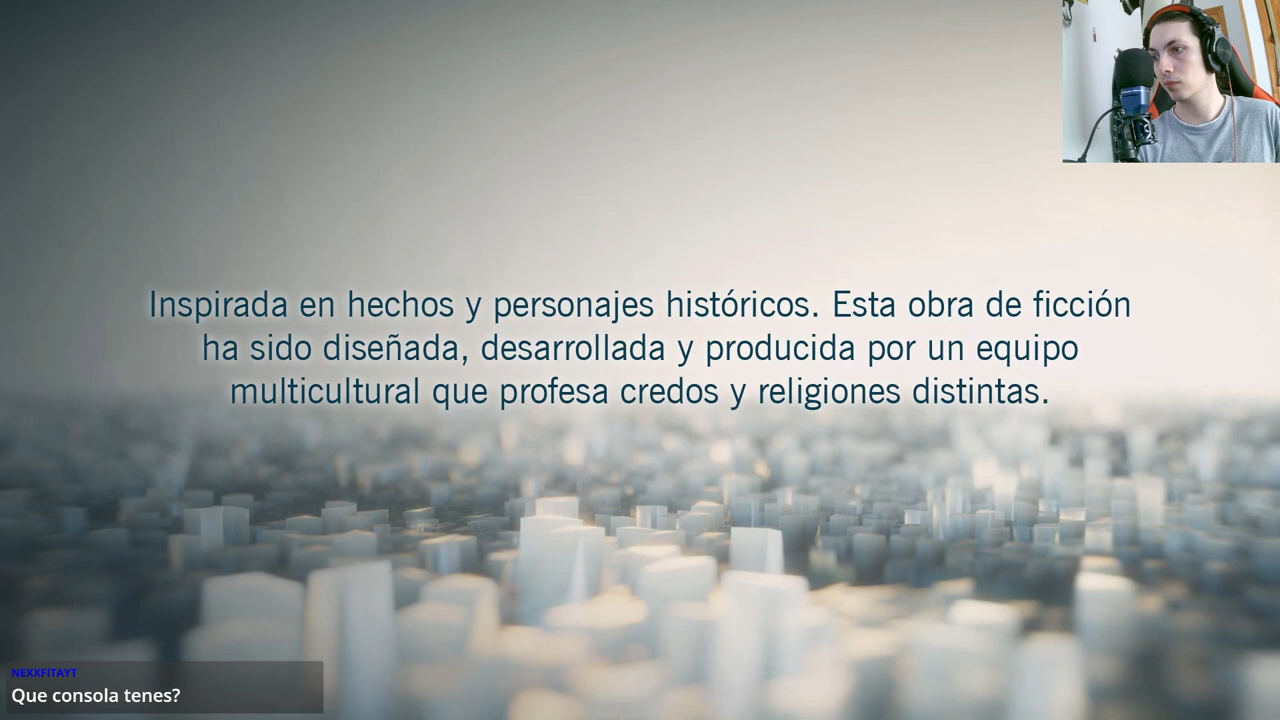 Inspirada en hechos y personajes históricos. Esta obra de ficción
ha sido diseñada, desarrollada y producida por un equipo
multicultural que profesa credos y religiones distintas.
NEXXFITAYT
Que consola tenes?